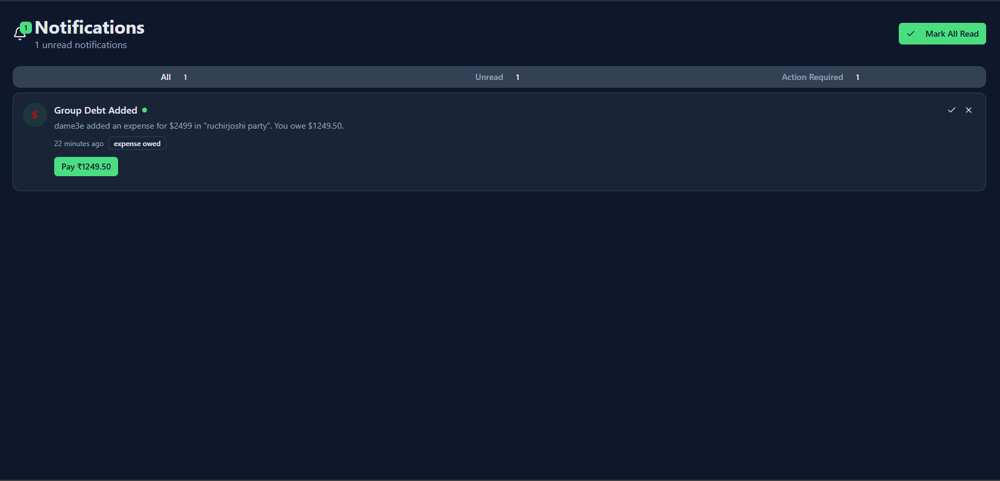 1
Notifications
1 unread notifications
Mark All Read
All 1
Unread 1
Action Required 1
$
Group Debt Added
dame3e added an expense for $2499 in "ruchirjoshi party". You owe $1249.50.
22 minutes ago expense owed
Pay ₹1249.50